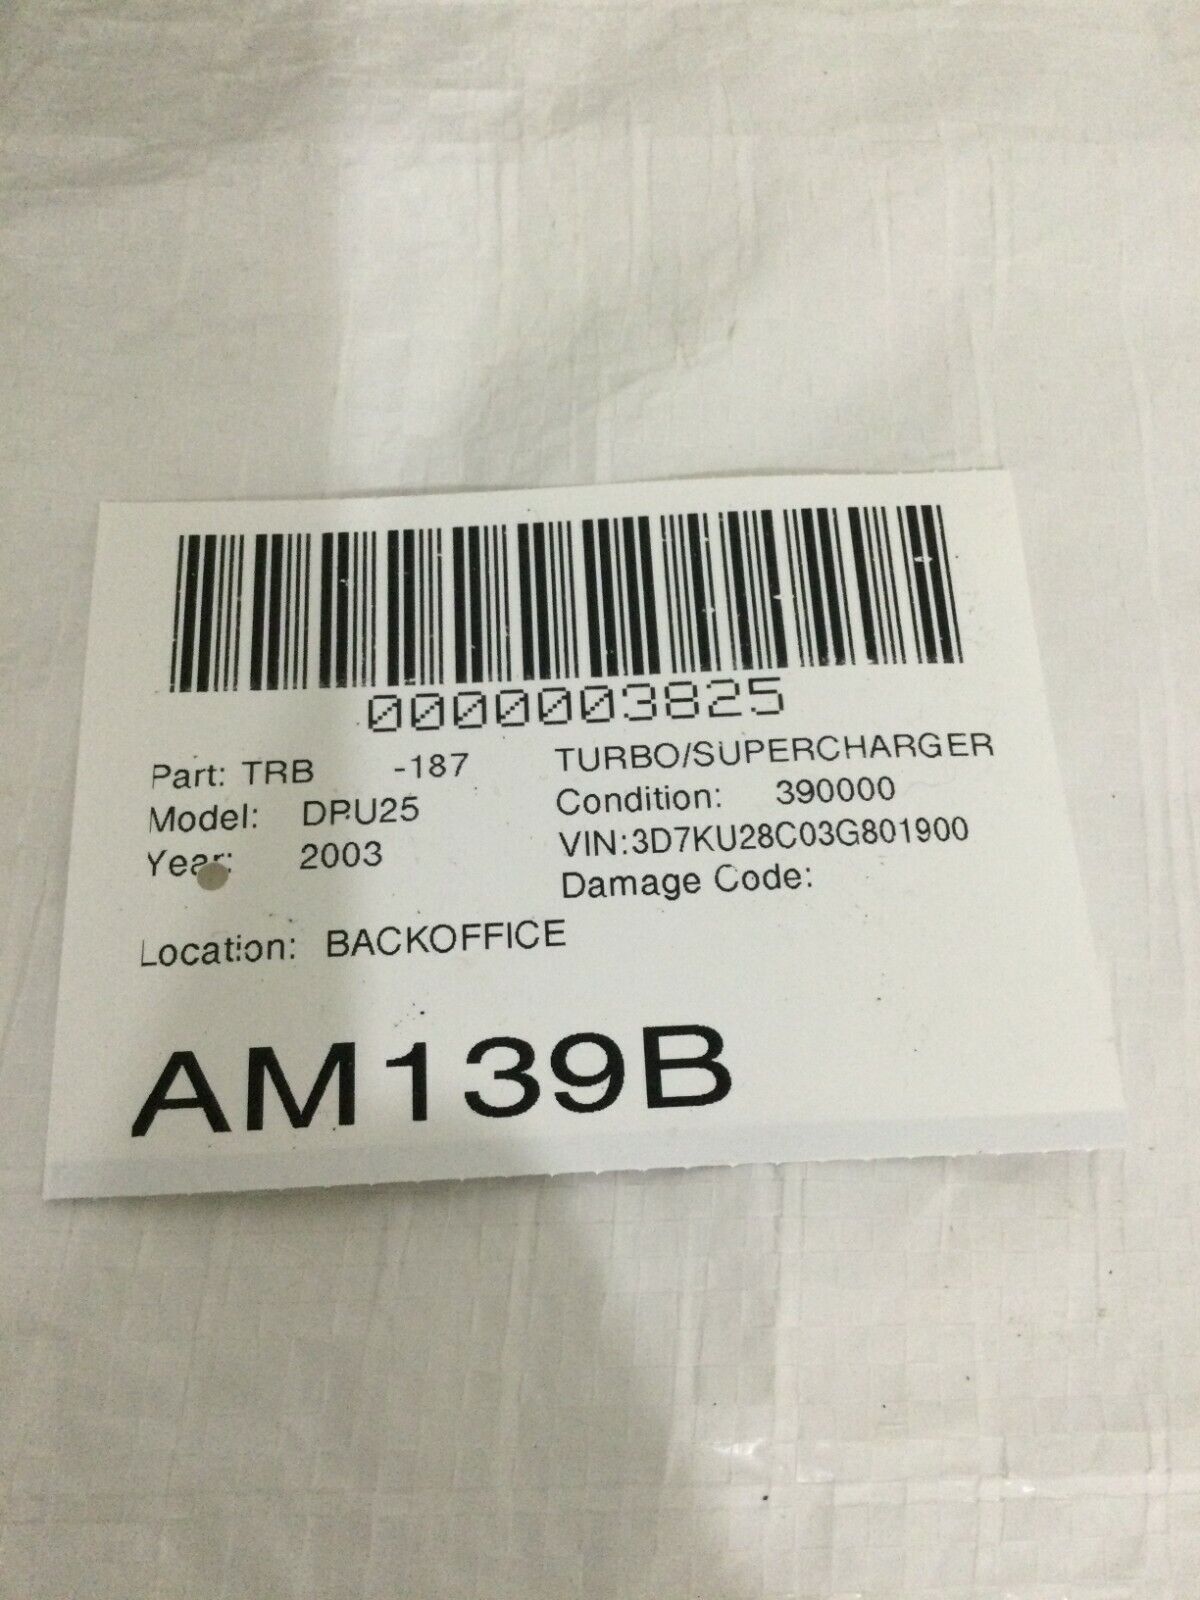 0000003825
Part: TRB -187 TURBO/SUPERCHARGER
Model: DPU25 Condition: 390000
Year: 2003 VIN:3D7KU28C03G801900
Damage Code:
Location: BACKOFFICE
AM139B